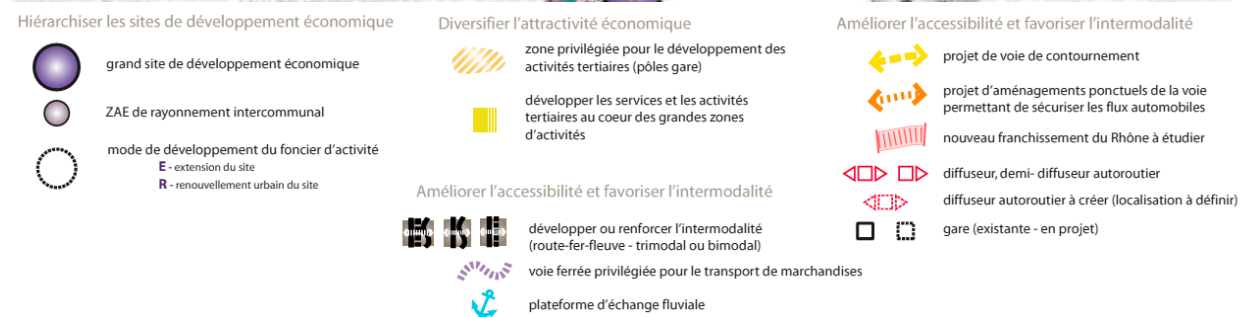 Hiérarchiser les sites de développement économique
grand site de développement économique
ZAE de rayonnement intercommunal
mode de développement du foncier d'activité
E - extension du site
R - renouvellement urbain du site
Diversifier l'attractivité économique
zone privilégiée pour le développement des
activités tertiaires (pôles gare)
développer les services et les activités
tertiaires au coeur des grandes zones
d'activités
Améliorer l'accessibilité et favoriser l'intermodalité
développer ou renforcer l'intermodalité
(route-fer-fleuve - trimodal ou bimodal)
voie ferrée privilégiée pour le transport de marchandises
plateforme d'échange fluviale
Améliorer l'accessibilité et favoriser l'intermodalité
projet de voie de contournement
projet d'aménagements ponctuels de la voie
permettant de sécuriser les flux automobiles
nouveau franchissement du Rhône à étudier
diffuseur, demi- diffuseur autoroutier
diffuseur autoroutier à créer (localisation à définir)
gare (existante - en projet)